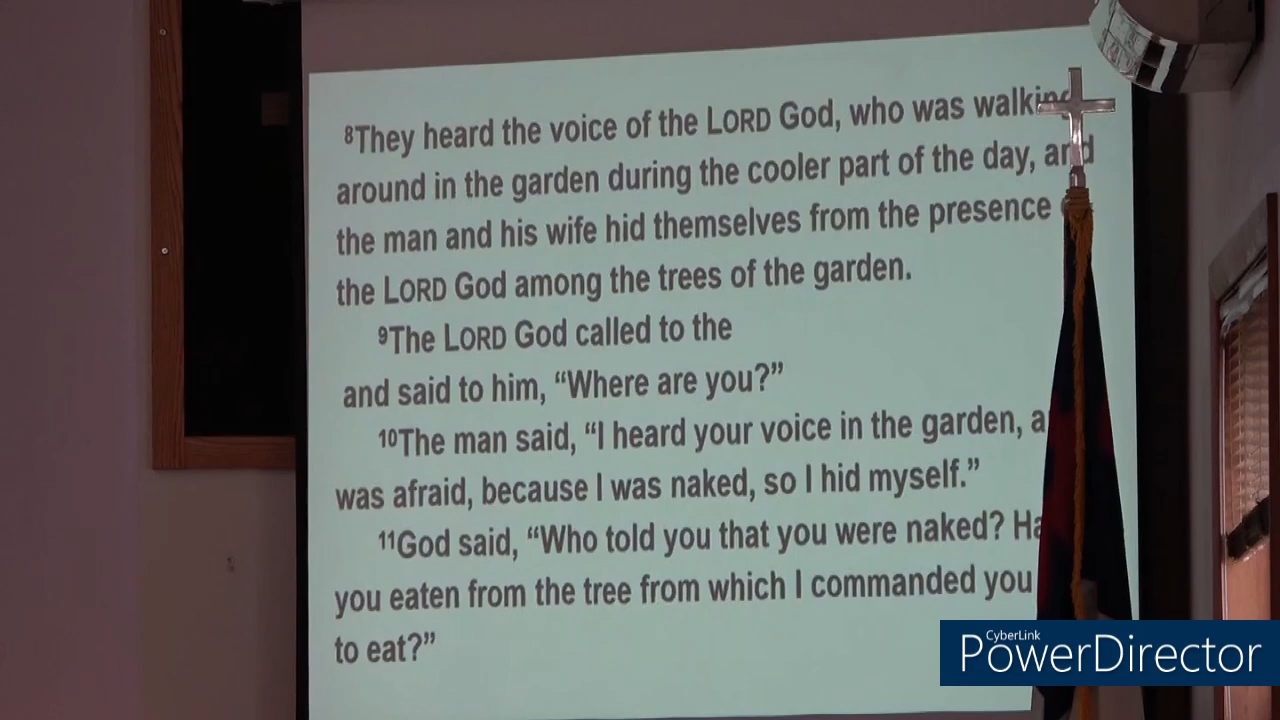 ⁸They heard the voice of the LORD God, who was walking
around in the garden during the cooler part of the day, and
the man and his wife hid themselves from the presence
the LORD God among the trees of the garden.
⁹The LORD God called to the
and said to him, “Where are you?”
¹⁰The man said, “I heard your voice in the garden,
was afraid, because I was naked, so I hid myself.”
¹¹God said, “Who told you that you were naked?
you eaten from the tree from which I commanded you
to eat?”
CyberLink
PowerDirector